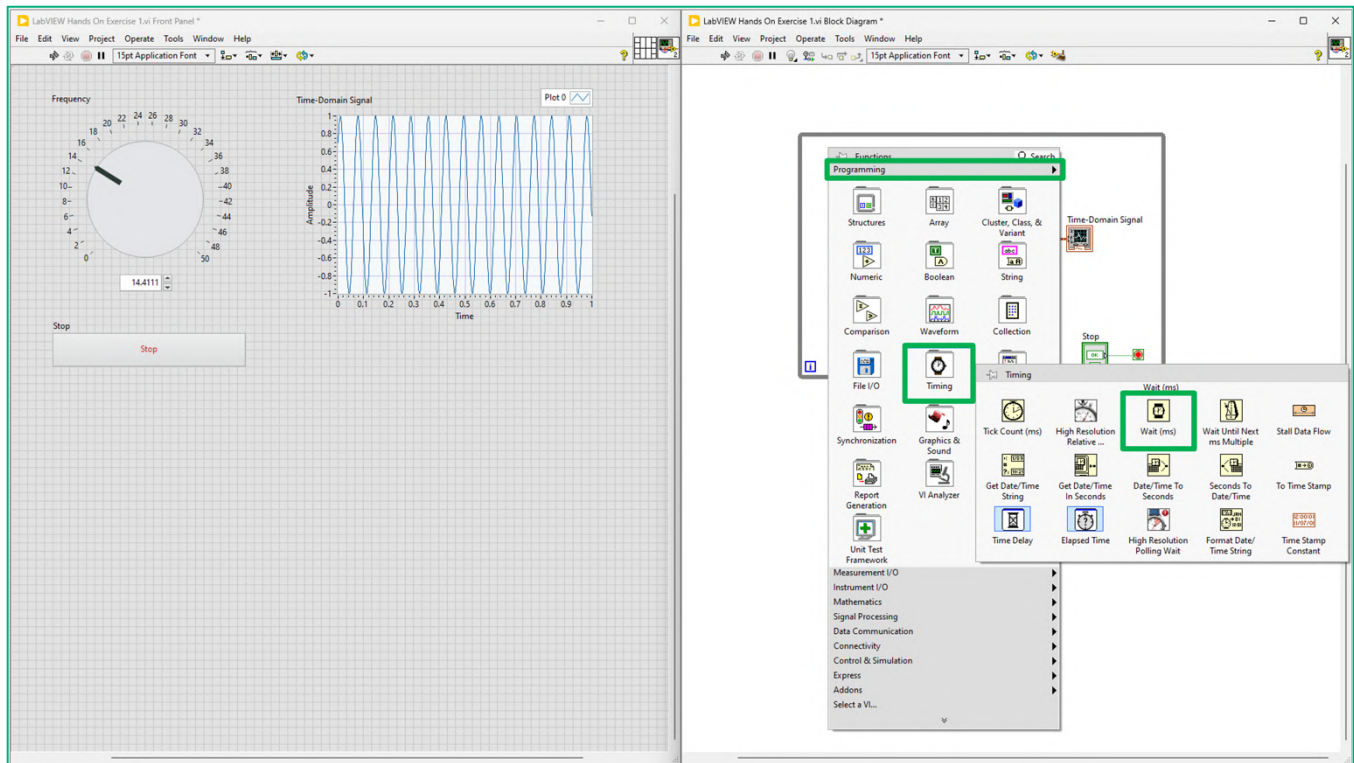 LabVIEW Hands On Exercise 1.vi Front Panel *
File Edit View Project Operate Tools Window Help
15pt Application Font
?
2
Frequency
0
2
4
6
8
10
12
14
16
18
20
22
24
26
28
30
32
34
36
38
40
42
44
46
48
50
14.4111
Time-Domain Signal
Plot 0
Amplitude
1
0.8
0.6
0.4
0.2
0
-0.2
-0.4
-0.6
-0.8
-1
0 0.1 0.2 0.3 0.4 0.5 0.6 0.7 0.8 0.9 1
Time
Stop
Stop
LabVIEW Hands On Exercise 1.vi Block Diagram *
File Edit View Project Operate Tools Window Help
15pt Application Font
?
2
Functions
Search
Programming
Structures
Array
Cluster, Class, &
Variant
Numeric
Boolean
String
Comparison
Waveform
Collection
File I/O
Timing
Synchronization
Graphics &
Sound
Report
Generation
VI Analyzer
Unit Test
Framework
Measurement I/O
Instrument I/O
Mathematics
Signal Processing
Data Communication
Connectivity
Control & Simulation
Express
Addons
Select a VI...
Time-Domain Signal
Stop
OK
i
Timing
Wait (ms)
Tick Count (ms)
High Resolution
Relative ...
Wait (ms)
Wait Until Next
ms Multiple
Stall Data Flow
Get Date/Time
String
Get Date/Time
In Seconds
Date/Time To
Seconds
Seconds To
Date/Time
To Time Stamp
Time Delay
Elapsed Time
High Resolution
Polling Wait
Format Date/
Time String
Time Stamp
Constant